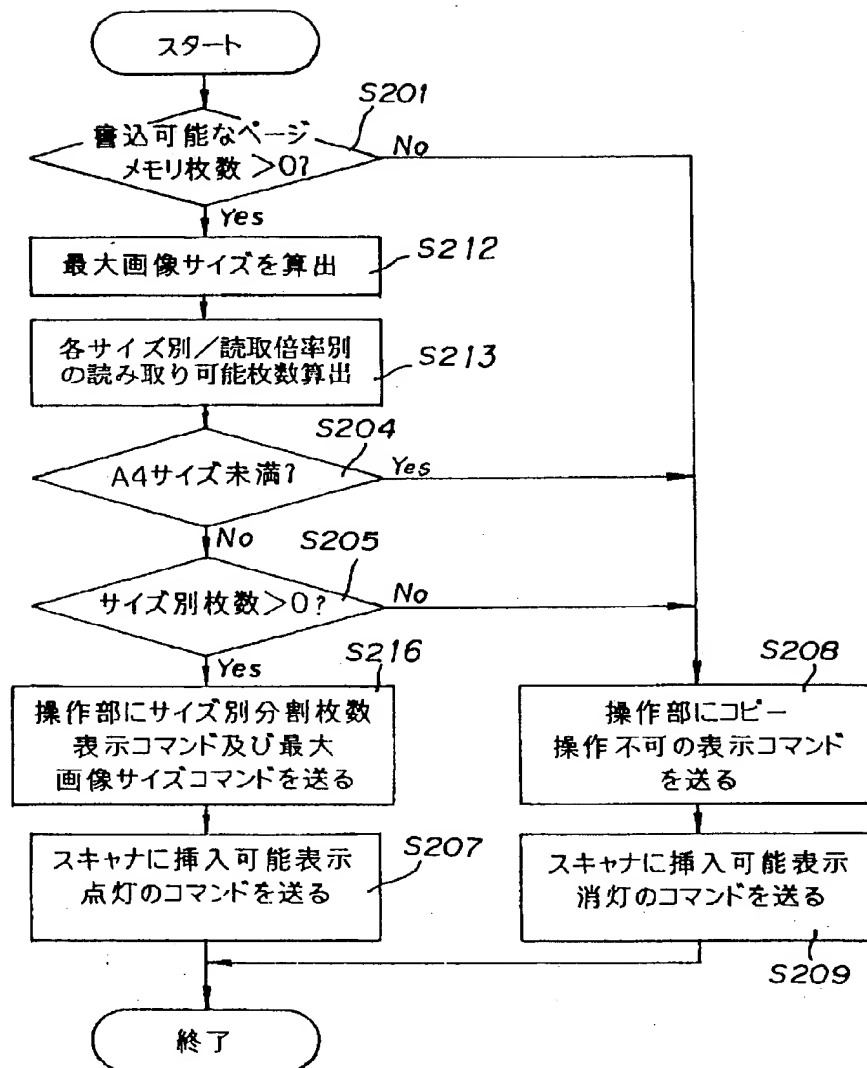 スタート
S201
書込可能なページ
メモリ枚数>0?
No
Yes
最大画像サイズを算出
S212
各サイズ別/読取倍率別
の読み取り可能枚数算出
S213
S204
A4サイズ未満?
Yes
No
S205
サイズ別枚数>0?
No
Yes
S216
操作部にサイズ別分割枚数
表示コマンド及び最大
画像サイズコマンドを送る
S208
操作部にコピー
操作不可の表示コマンド
を送る
スキャナに挿入可能表示
点灯のコマンドを送る
S207
スキャナに挿入可能表示
消灯のコマンドを送る
S209
終了